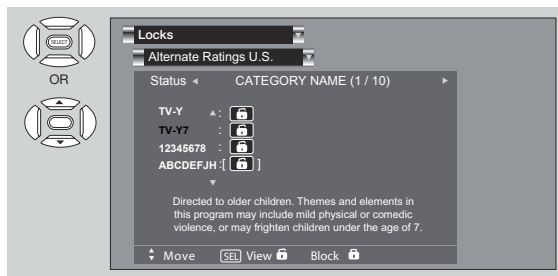 Locks
Alternate Ratings U.S.
SELECT
OR
Status CATEGORY NAME (1 / 10)
TV-Y :
TV-Y7 :
12345678 :
ABCDEFJH :[ ]
Directed to older children. Themes and elements in
this program may include mild physical or comedic
violence, or may frighten children under the age of 7.
Move SEL View Block